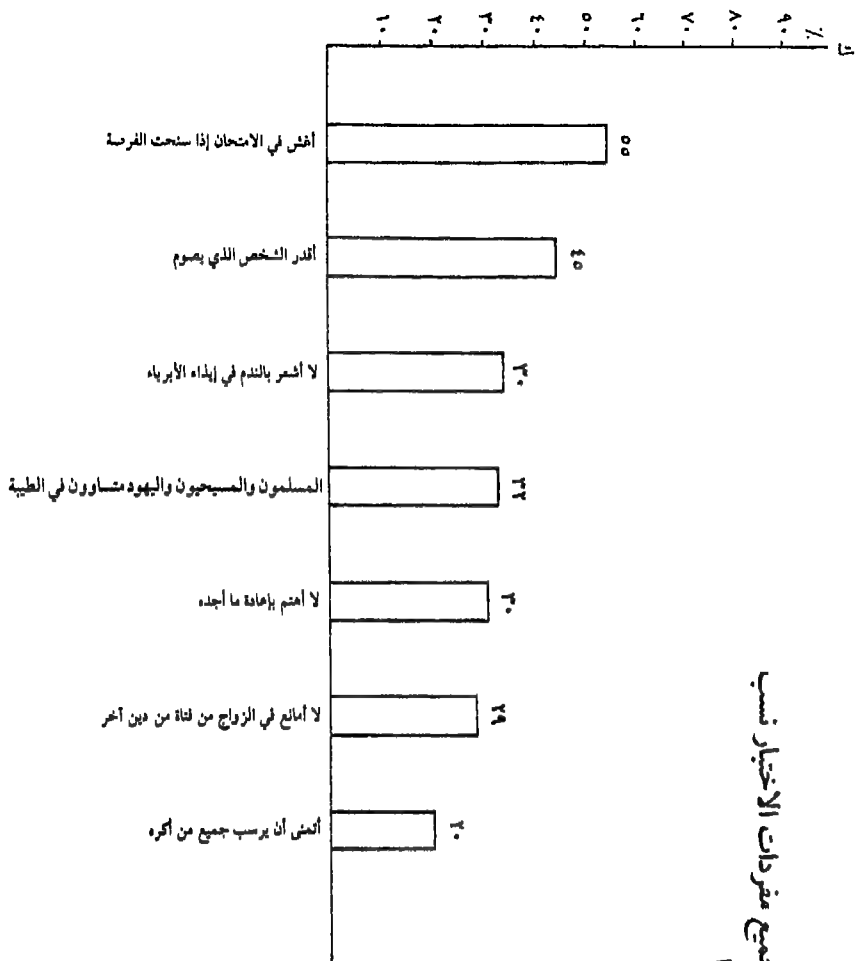 ١٠
٢٠
٣٠
٤٠
٥٠
٦٠
٧٠
٨٠
٩٠
٪
ك
أغش في الامتحان إذا سنحت الفرصة
٥٥
أقدر الشخص الذي يصوم
٤٥
لا أشعر بالندم في إيذاء الأبرياء
٣٠
المسلمون والمسيحيون واليهود متساوون في الطيبة
لا أهتم بإعادة ما أجده
٣٠
لا أمانع في الزواج من فتاة من دين آخر
٢٩
أتمنى أن يرسب جميع من أكره
٢٠
مفردات الاختبار نسب